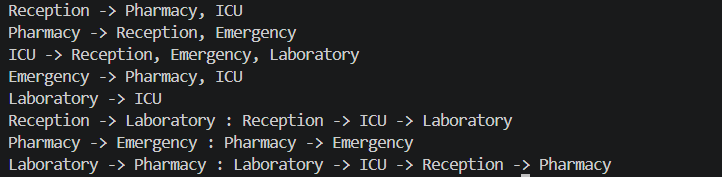 Reception -> Pharmacy, ICU
Pharmacy -> Reception, Emergency
ICU -> Reception, Emergency, Laboratory
Emergency -> Pharmacy, ICU
Laboratory -> ICU
Reception -> Laboratory : Reception -> ICU -> Laboratory
Pharmacy -> Emergency : Pharmacy -> Emergency
Laboratory -> Pharmacy : Laboratory -> ICU -> Reception -> Pharmacy